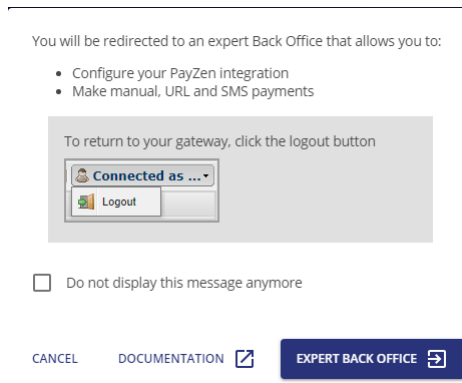 You will be redirected to an expert Back Office that allows you to:
• Configure your PayZen integration
• Make manual, URL and SMS payments
To return to your gateway, click the logout button
Connected as ...
Logout
Do not display this message anymore
CANCEL DOCUMENTATION EXPERT BACK OFFICE